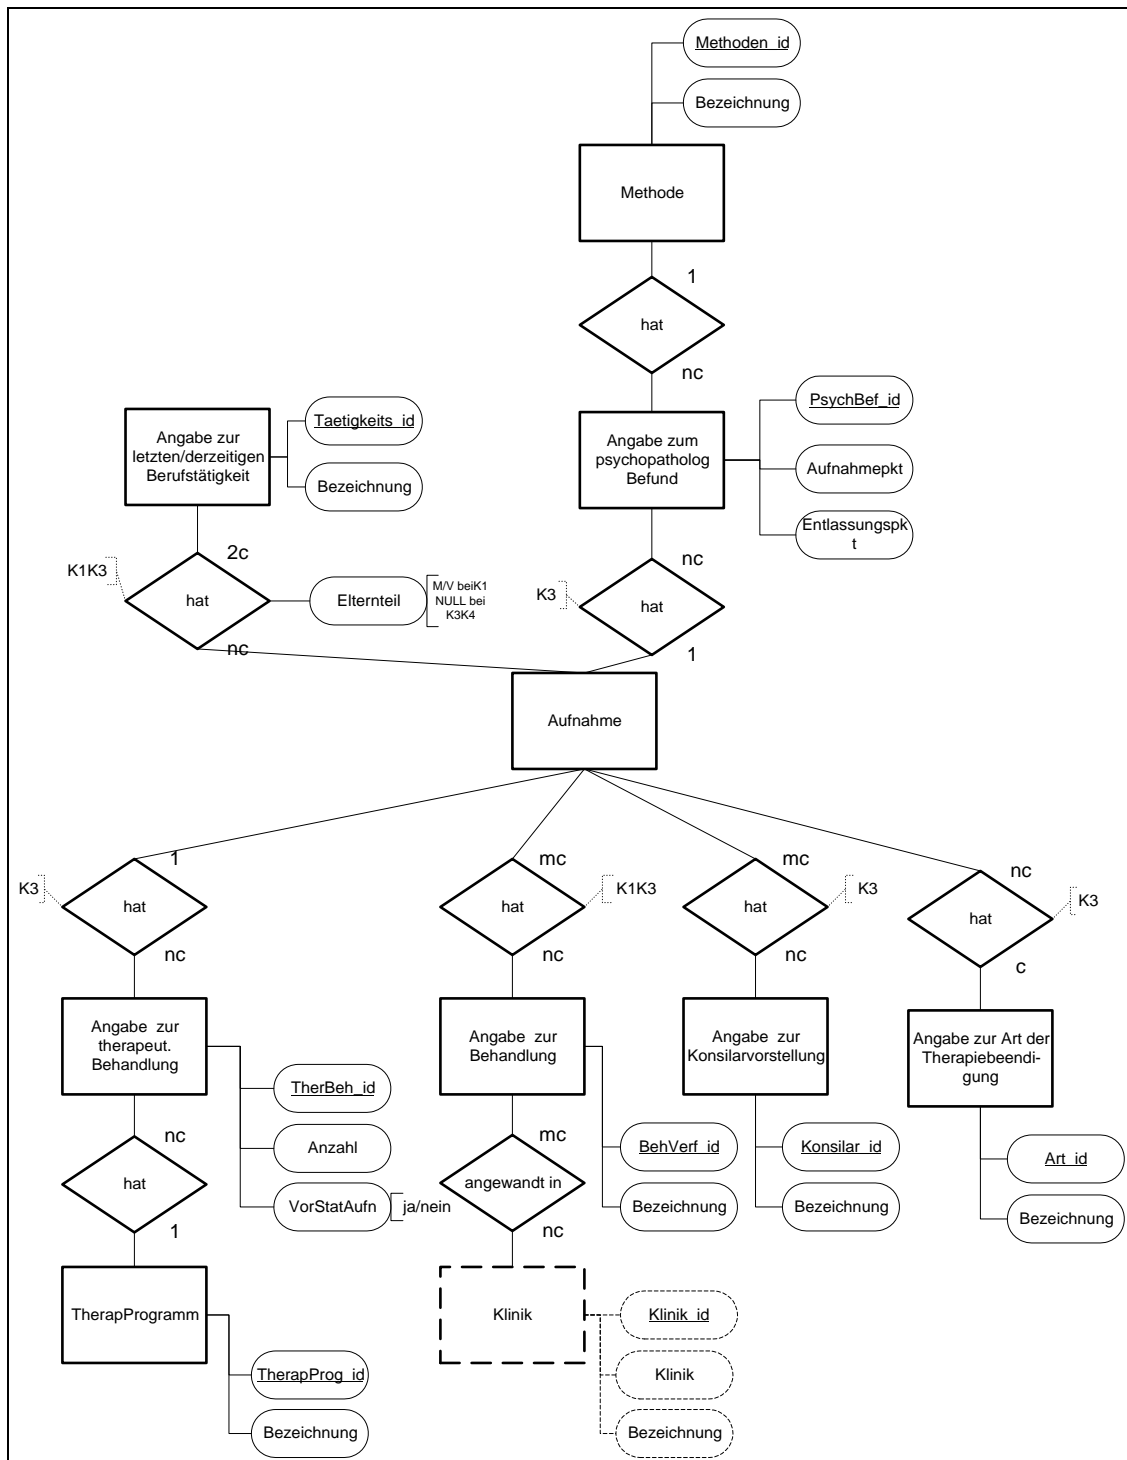 Methoden_id
Bezeichnung
Methode
1
hat
nc
Angabe zur
letzten/derzeitigen
Berufstätigkeit
Taetigkeits_id
Bezeichnung
Angabe zum
psychopatholog
Befund
PsychBef_id
Aufnahmepkt
Entlassungspk
t
2c
K1K3
hat
Elternteil
M/V beiK1
NULL bei
K3K4
nc
nc
K3
hat
1
Aufnahme
1
K3
hat
nc
mc
K1K3
hat
nc
mc
K3
hat
nc
nc
K3
hat
c
Angabe zur
therapeut.
Behandlung
Angabe zur
Behandlung
Angabe zur
Konsilarvorstellung
Angabe zur Art der
Therapiebeendi-
gung
TherBeh_id
Anzahl
VorStatAufn
ja/nein
nc
hat
1
mc
angewandt in
nc
BehVerf_id
Bezeichnung
Konsilar_id
Bezeichnung
Art_id
Bezeichnung
TherapProgramm
TherapProg_id
Bezeichnung
Klinik
Klinik_id
Klinik
Bezeichnung